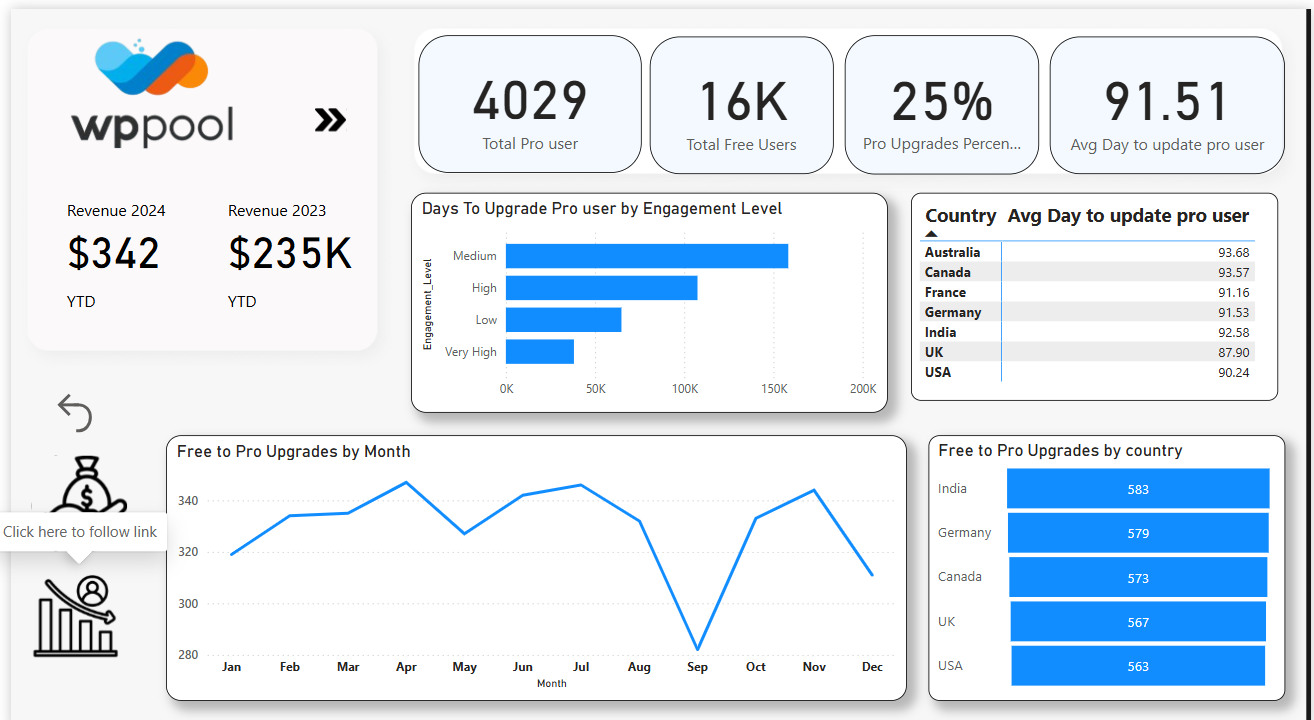 wppool
Revenue 2024
Revenue 2023
$342
$235K
YTD
YTD
4029
Total Pro user
16K
Total Free Users
25%
Pro Upgrades Percen...
91.51
Avg Day to update pro user
Days To Upgrade Pro user by Engagement Level
Engagement_Level
Medium
High
Low
Very High
0K 50K 100K 150K 200K
Country Avg Day to update pro user
Australia 93.68
Canada 93.57
France 91.16
Germany 91.53
India 92.58
UK 87.90
USA 90.24
$
Click here to follow link
Free to Pro Upgrades by Month
340
320
300
280
Jan Feb Mar Apr May Jun Jul Aug Sep Oct Nov Dec
Month
Free to Pro Upgrades by country
India 583
Germany 579
Canada 573
UK 567
USA 563